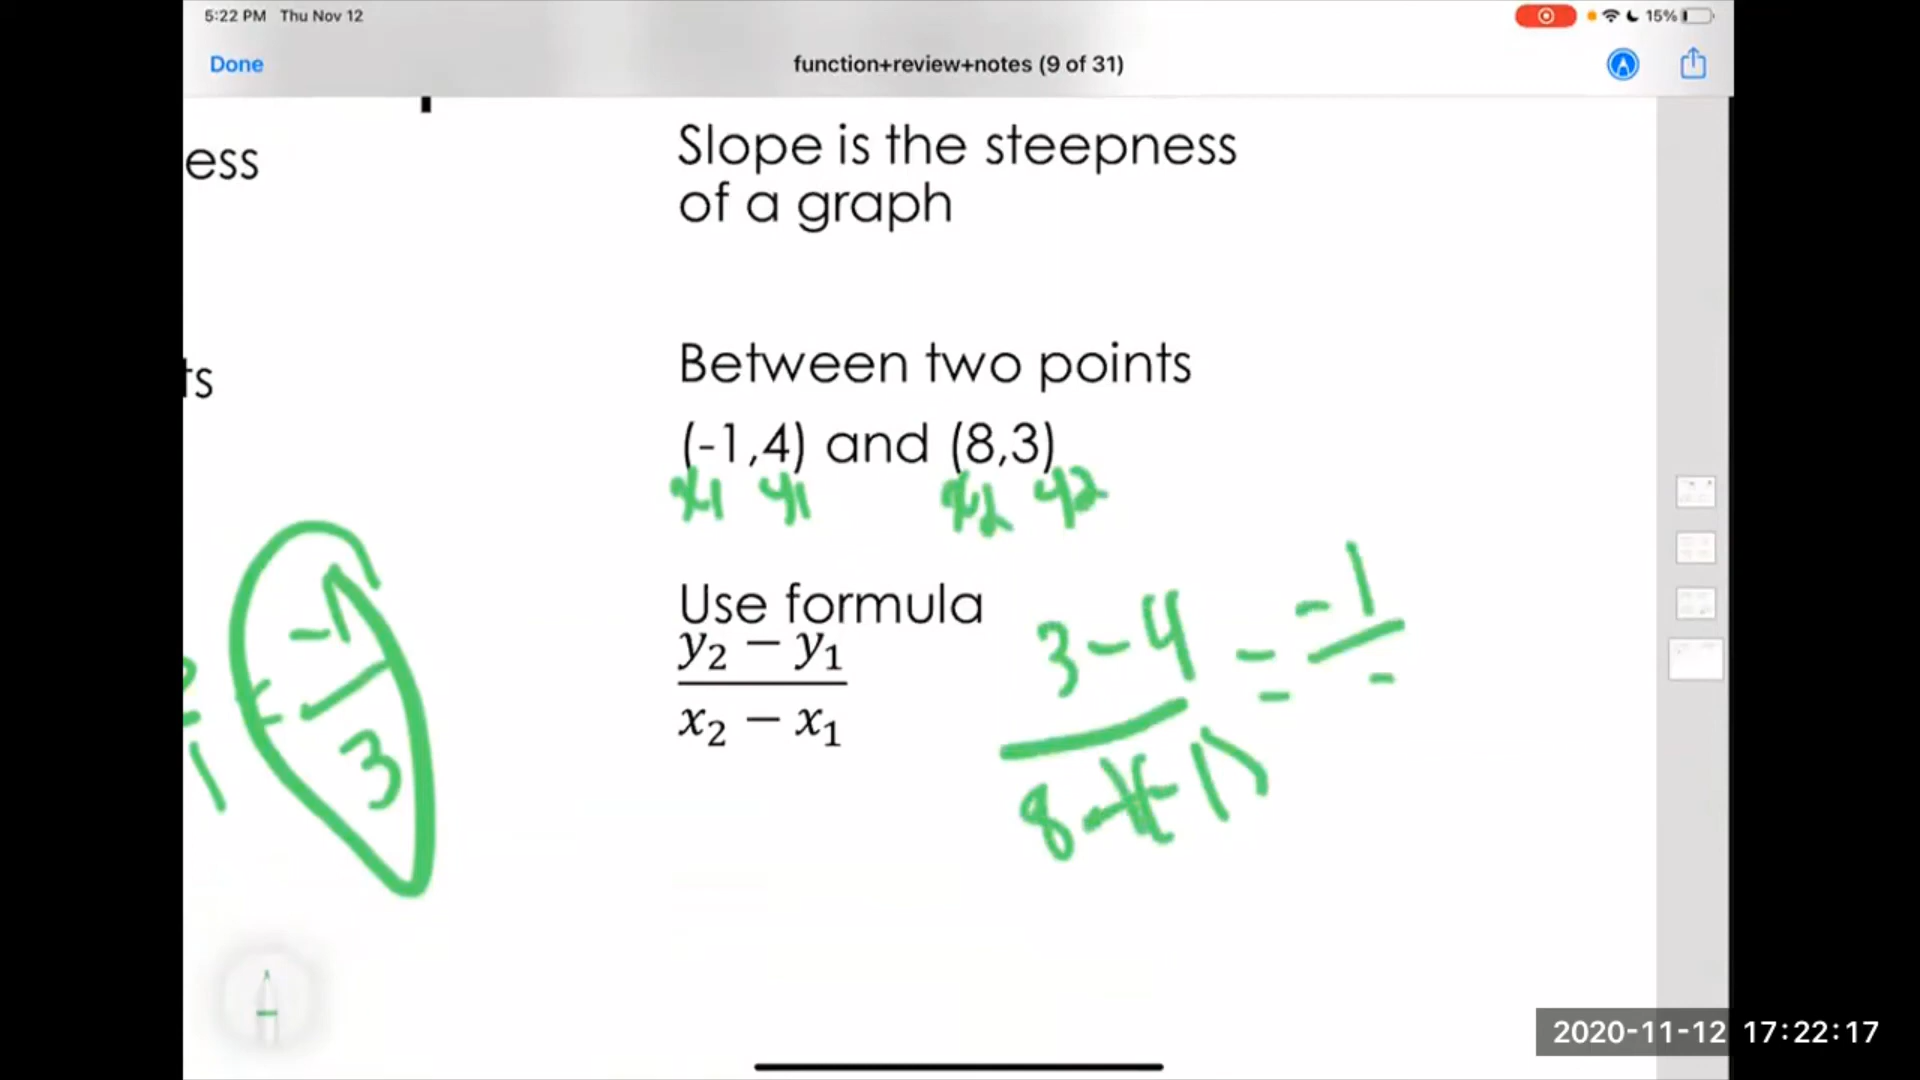 5:22 PM Thu Nov 12
15%
Done
function+review+notes (9 of 31)
ess
ts
-1
= 3
1
Slope is the steepness
of a graph
Between two points
(-1,4) and (8,3)
x1 y1 x2 y2
Use formula
y₂ − y₁
x₂ − x₁
3-4 = -1
8-(-1) -
2020-11-12 17:22:17